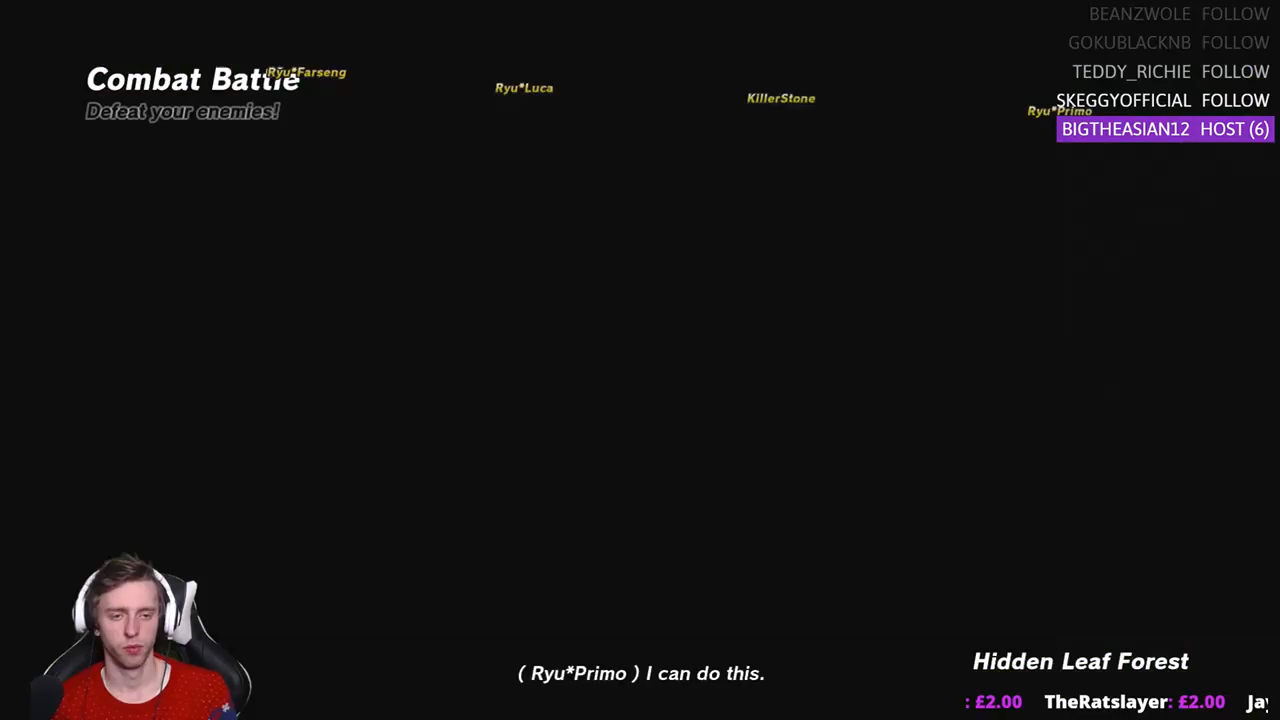 BEANZWOLE FOLLOW
GOKUBLACKNB FOLLOW
TEDDY_RICHIE FOLLOW
SKEGGYOFFICIAL FOLLOW
BIGTHEASIAN12 HOST (6)
Combat Battle
Defeat your enemies!
Ryu*Farseng
Ryu*Luca
KillerStone
Ryu*Primo
( Ryu*Primo ) I can do this.
Hidden Leaf Forest
: £2.00 TheRatslayer: £2.00 Jay